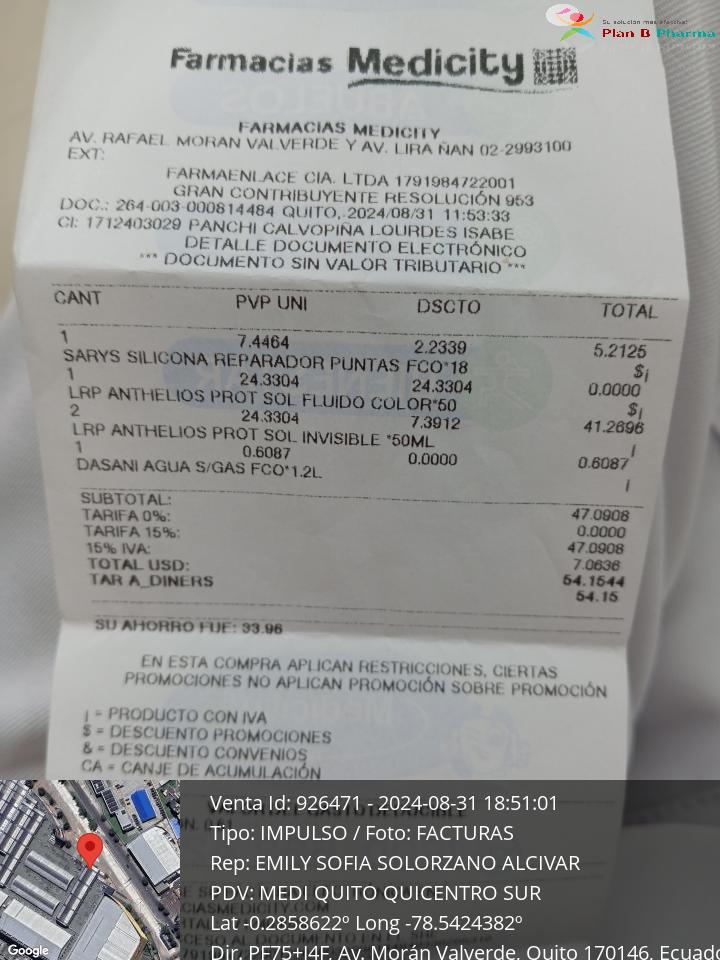 Su solución más efectiva!
Plan B Pharma
Farmacias Medicity
FARMACIAS MEDICITY
AV. RAFAEL MORAN VALVERDE Y AV. LIRA ÑAN 02-2993100
EXT:
FARMAENLACE CIA. LTDA 1791984722001
GRAN CONTRIBUYENTE RESOLUCIÓN 953
DOC.: 264-003-000814484 QUITO, 2024/08/31 11:53:33
CI: 1712403029 PANCHI CALVOPIÑA LOURDES ISABE
DETALLE DOCUMENTO ELECTRÓNICO
*** DOCUMENTO SIN VALOR TRIBUTARIO ***
CANT PVP UNI DSCTO TOTAL
1 7.4464 2.2339 5.2125
SARYS SILICONA REPARADOR PUNTAS FCO*18 $¡
1 24.3304 24.3304 0.0000
LRP ANTHELIOS PROT SOL FLUIDO COLOR*50 $¡
2 24.3304 7.3912 41.2696
LRP ANTHELIOS PROT SOL INVISIBLE *50ML ¡
1 0.6087 0.0000 0.6087
DASANI AGUA S/GAS FCO*1.2L ¡
SUBTOTAL: 47.0908
TARIFA 0%: 0.0000
TARIFA 15%: 47.0908
15% IVA: 7.0636
TOTAL USD: 54.1544
TAR A_DINERS 54.15
SU AHORRO FUE: 33.96
EN ESTA COMPRA APLICAN RESTRICCIONES, CIERTAS
PROMOCIONES NO APLICAN PROMOCIÓN SOBRE PROMOCIÓN
¡ = PRODUCTO CON IVA
$ = DESCUENTO PROMOCIONES
& = DESCUENTO CONVENIOS
CA = CANJE DE ACUMULACIÓN
Venta Id: 926471 - 2024-08-31 18:51:01
Tipo: IMPULSO / Foto: FACTURAS
Rep: EMILY SOFIA SOLORZANO ALCIVAR
PDV: MEDI QUITO QUICENTRO SUR
Lat -0.2858622º Long -78.5424382º
Dir. PF75+J4F, Av. Morán Valverde, Quito 170146, Ecuado
Google